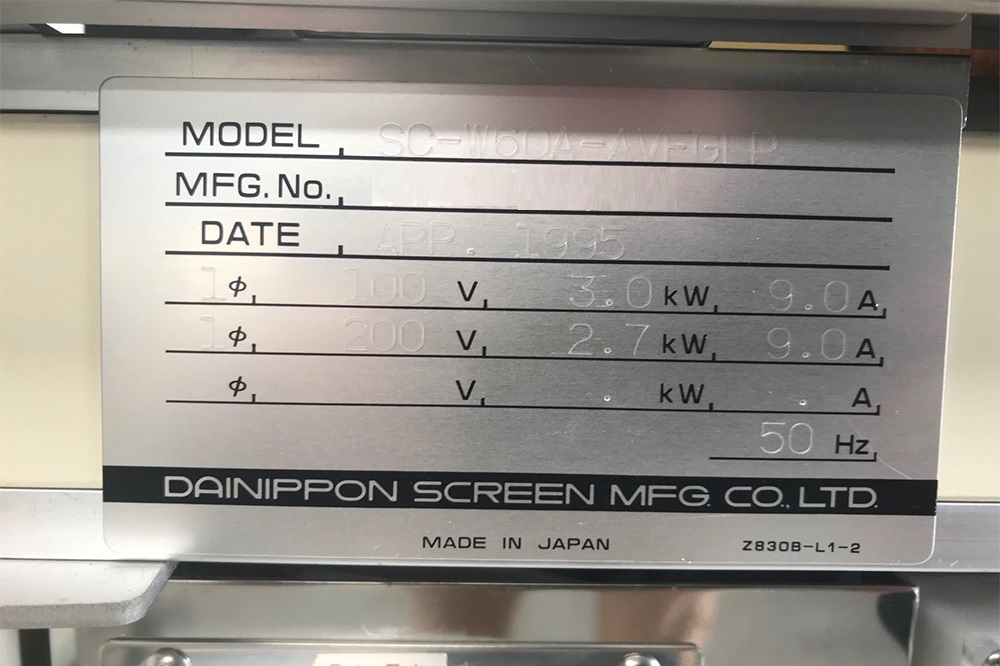 MODEL SC-W60A-AVFGLP
MFG. No.
DATE APR. 1995
1φ 100 V 3.0 kW 9.0 A
1φ 200 V 2.7 kW 9.0 A
φ V . kW . A
50 Hz
DAINIPPON SCREEN MFG. CO., LTD.
MADE IN JAPAN Z8308-L1-2